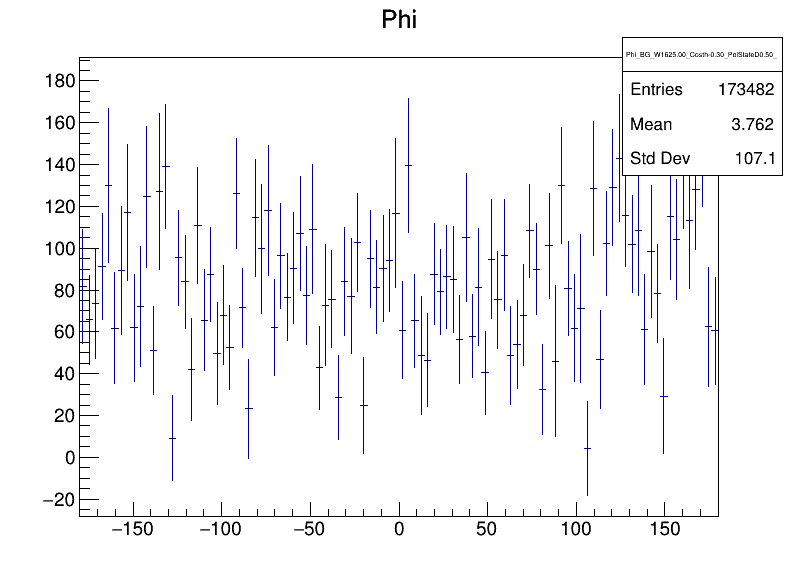 Phi
Phi_BG_W1625.00_Costh-0.30_PolStateD0.50_
Entries 173482
Mean 3.762
Std Dev 107.1
180
160
140
120
100
80
60
40
20
0
−20
−150 −100 −50 0 50 100 150